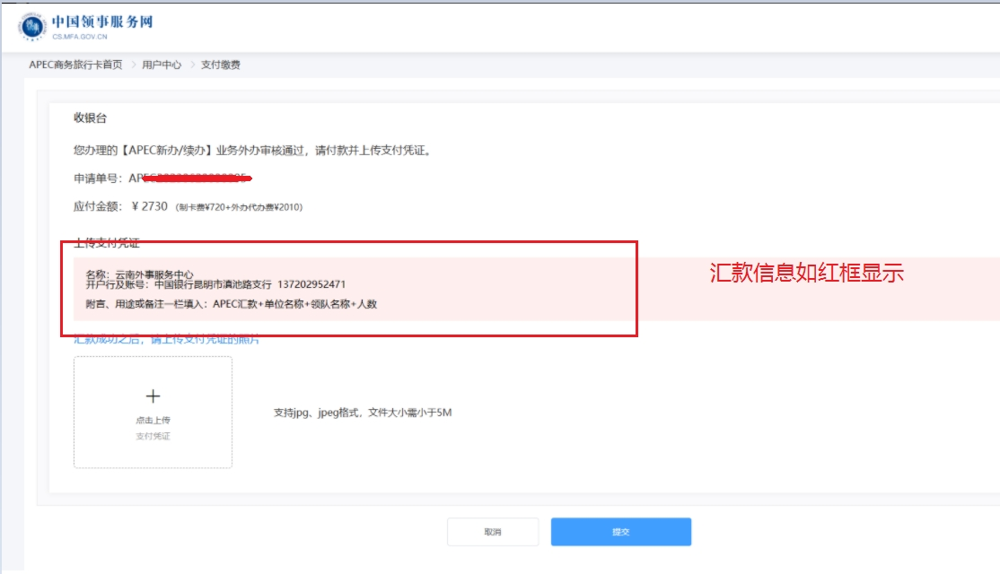 中国领事服务网
CS.MFA.GOV.CN
APEC商务旅行卡首页 > 用户中心 > 支付缴费
收银台
您办理的【APEC新办/续办】业务外办审核通过，请付款并上传支付凭证。
申请单号：AP
应付金额：￥2730 (制卡费¥720+外办代办费¥2010)
上传支付凭证
名称：云南外事服务中心
开户行及账号：中国银行昆明市滇池路支行 137202952471
附言、用途或备注一栏填入：APEC汇款+单位名称+领队名称+人数
汇款信息如红框显示
汇款成功之后，请上传支付凭证的照片
点击上传
支付凭证
支持jpg、jpeg格式，文件大小需小于5M
取消
提交